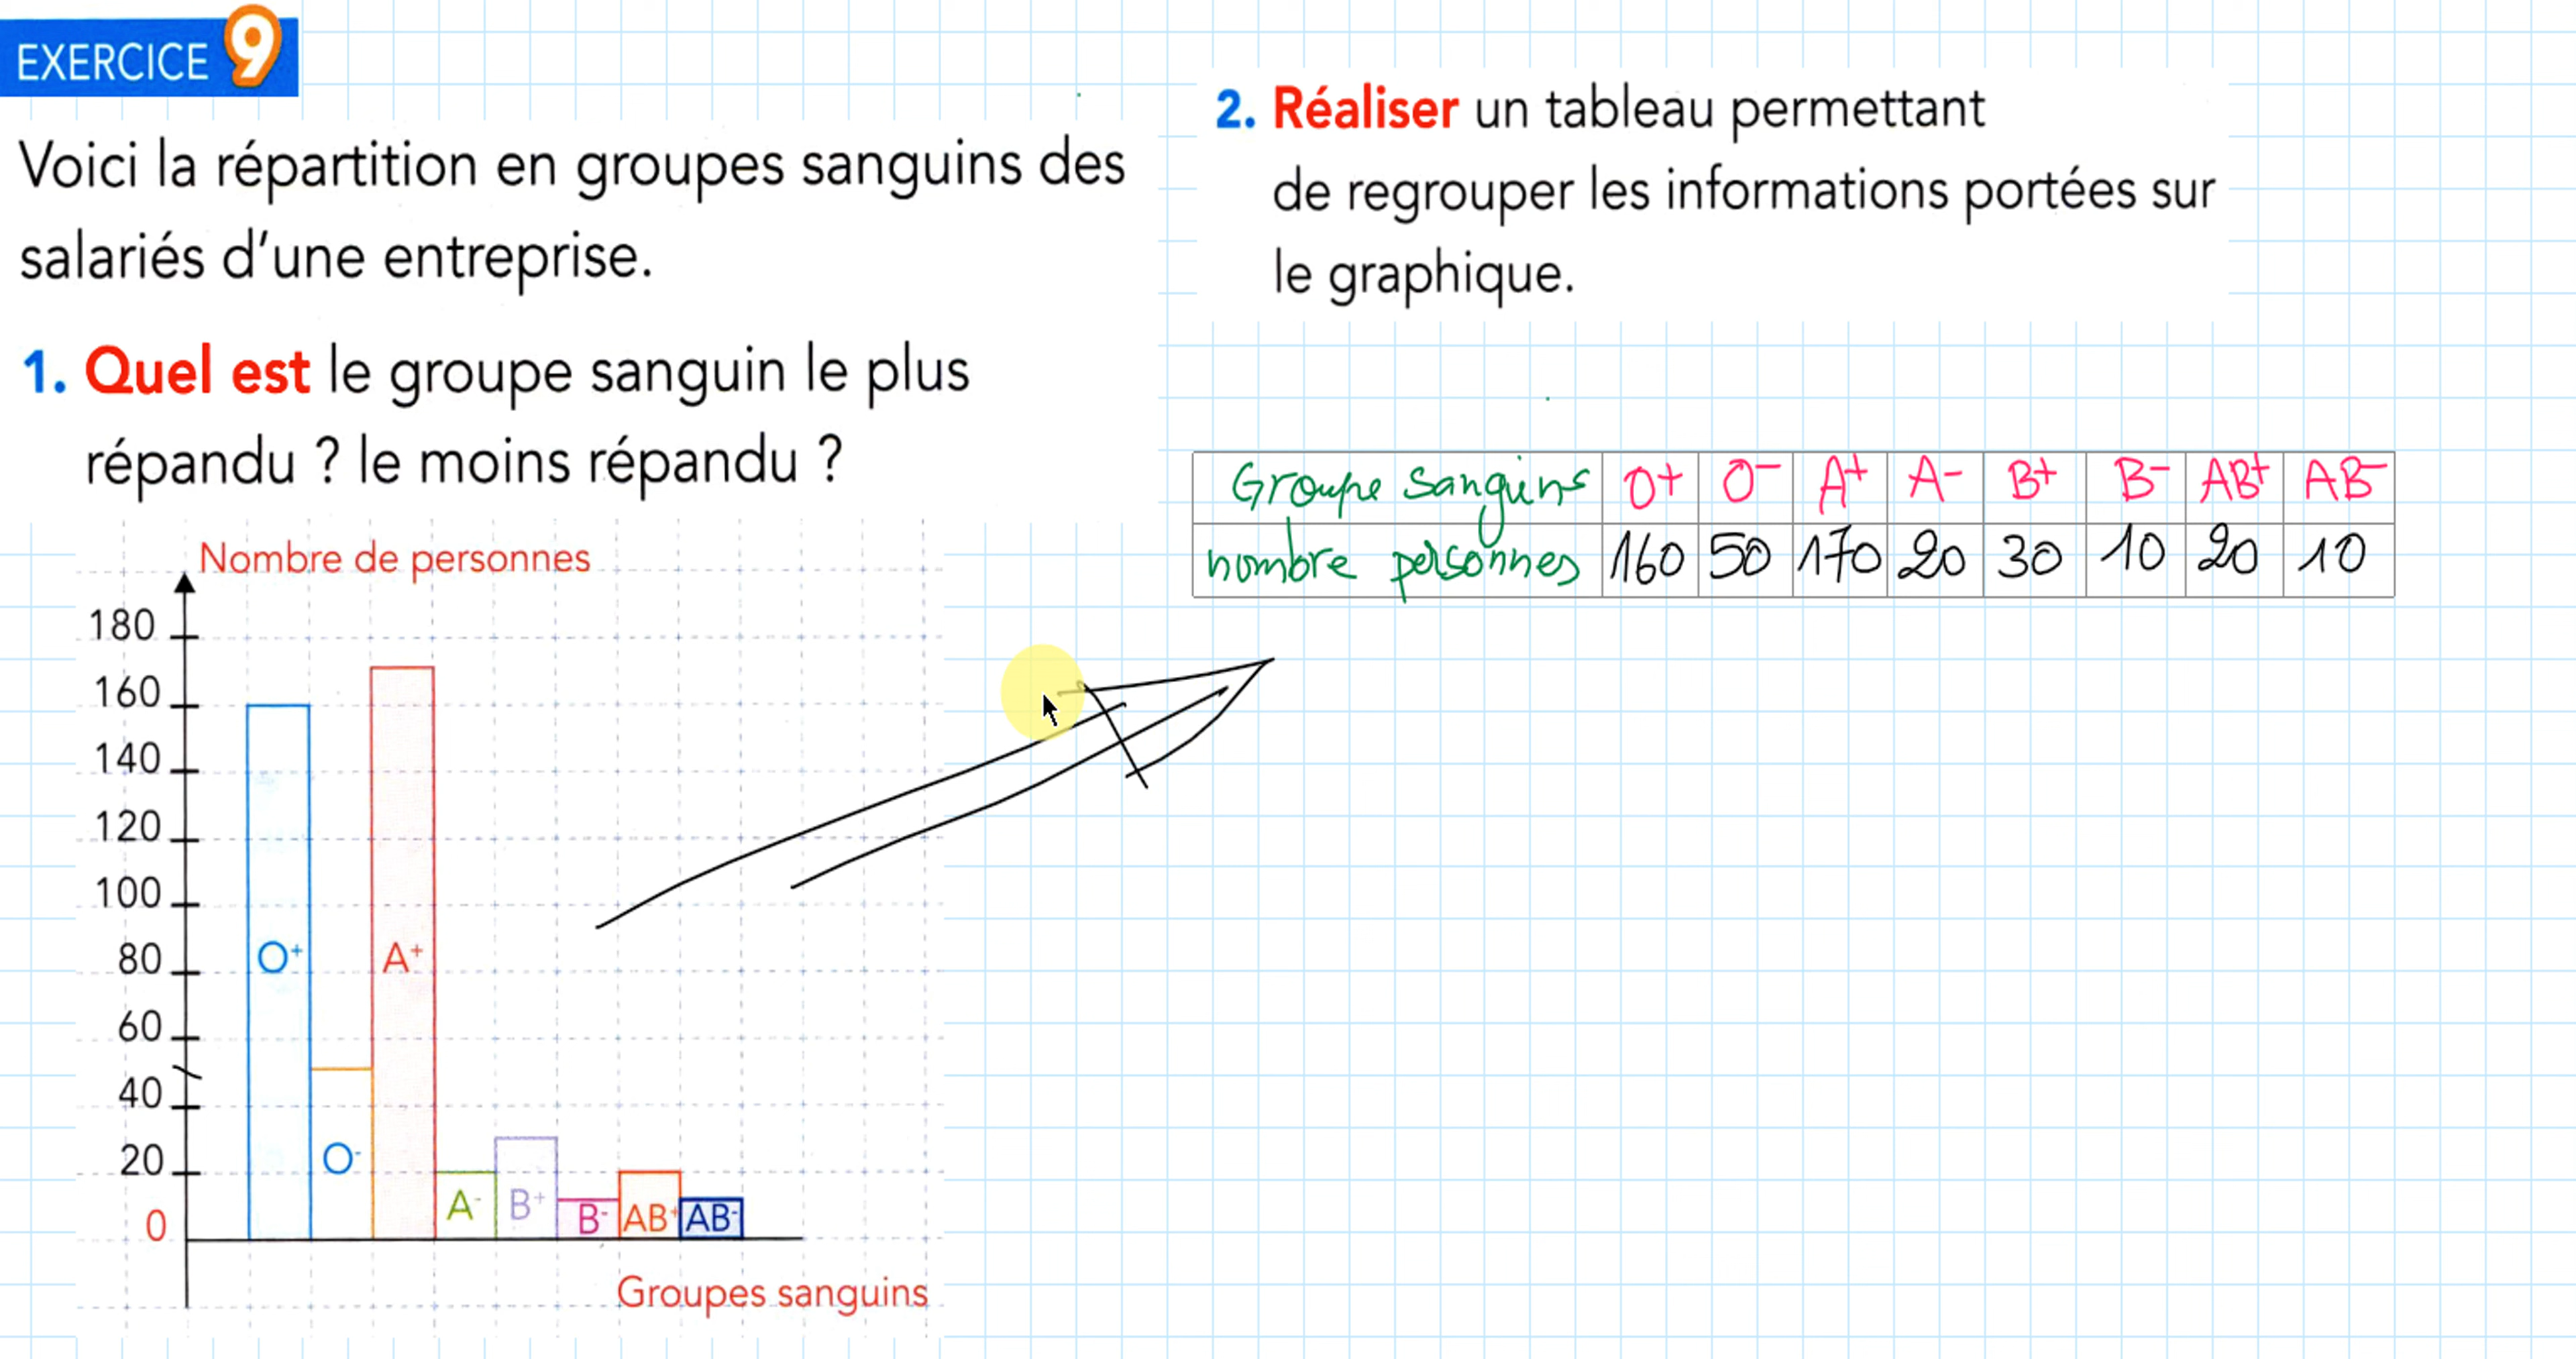 EXERCICE 9
Voici la répartition en groupes sanguins des
salariés d'une entreprise.
1. Quel est le groupe sanguin le plus
répandu ? le moins répandu ?
Nombre de personnes
180
160
140
120
100
80
60
40
20
0
O+
O-
A+
A-
B+
B-
AB+
AB-
Groupes sanguins
2. Réaliser un tableau permettant
de regrouper les informations portées sur
le graphique.
Groupe Sanguins O+ O- A+ A- B+ B- AB+ AB-
nombre personnes 160 50 170 20 30 10 20 10